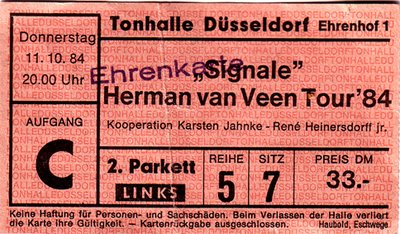 Tonhalle Düsseldorf Ehrenhof 1
Donnerstag
11. 10. 84
20.00 Uhr
Ehrenkarte
„Signale”
Herman van Veen Tour '84
Kooperation Karsten Jahnke - René Heinersdorff jr.
AUFGANG
C
2. Parkett
LINKS
REIHE
5
SITZ
7
PREIS DM
33.-
Keine Haftung für Personen- und Sachschäden. Beim Verlassen der Halle verliert
die Karte ihre Gültigkeit. - Kartenrückgabe ausgeschlossen. Haubold, Eschwege